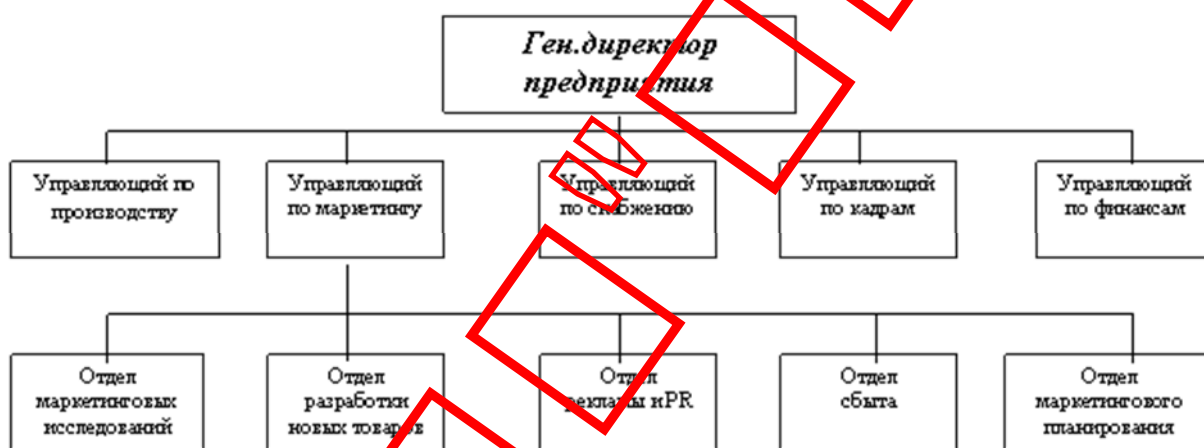 Ген.директор
предприятия
Управляющий по
производству
Управляющий
по маркетингу
Управляющий
по снабжению
Управляющий
по кадрам
Управляющий
по финансам
Отдел
маркетинговых
исследований
Отдел
разработки
новых товаров
Отдел
рекламы и PR
Отдел
сбыта
Отдел
маркетингового
планирования